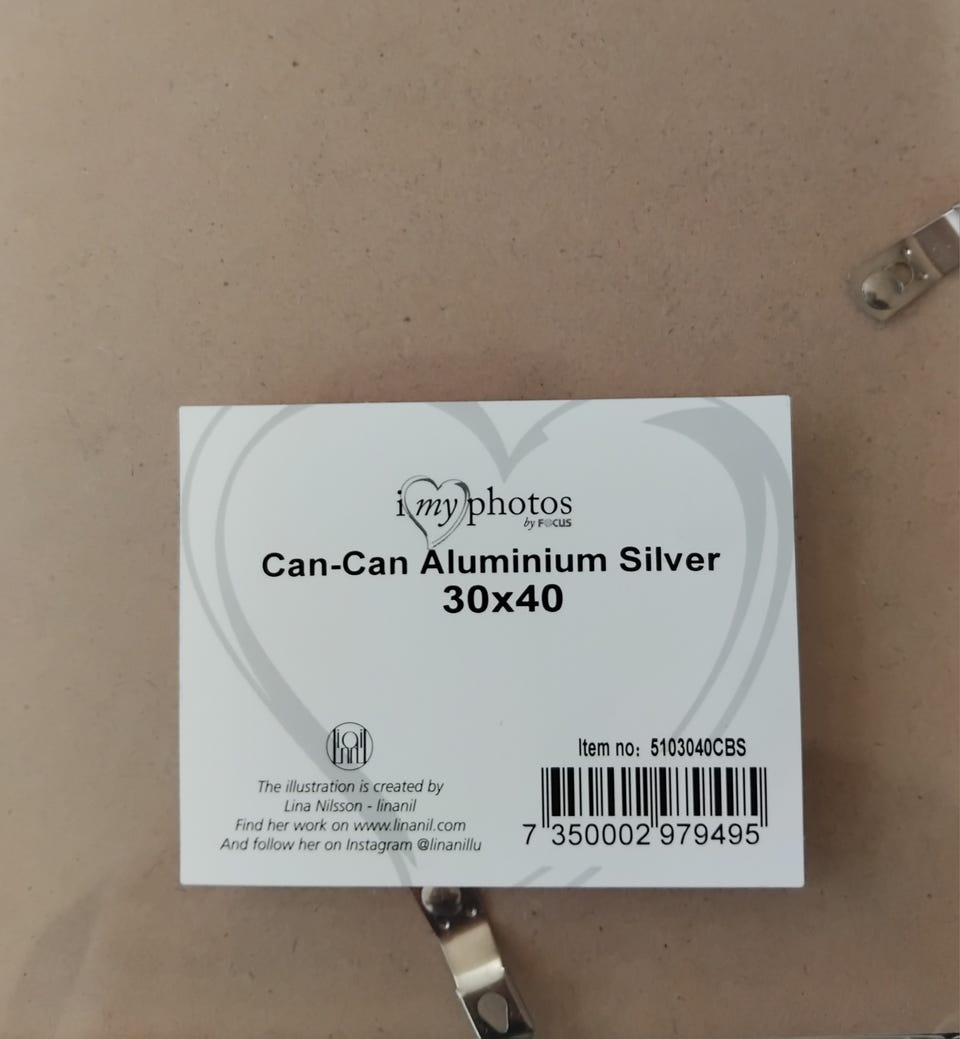 i my photos
by FOCUS
Can-Can Aluminium Silver
30x40
linanil
Item no: 5103040CBS
The illustration is created by
Lina Nilsson - linanil
Find her work on www.linanil.com
And follow her on Instagram @linanillu
7 350002 979495